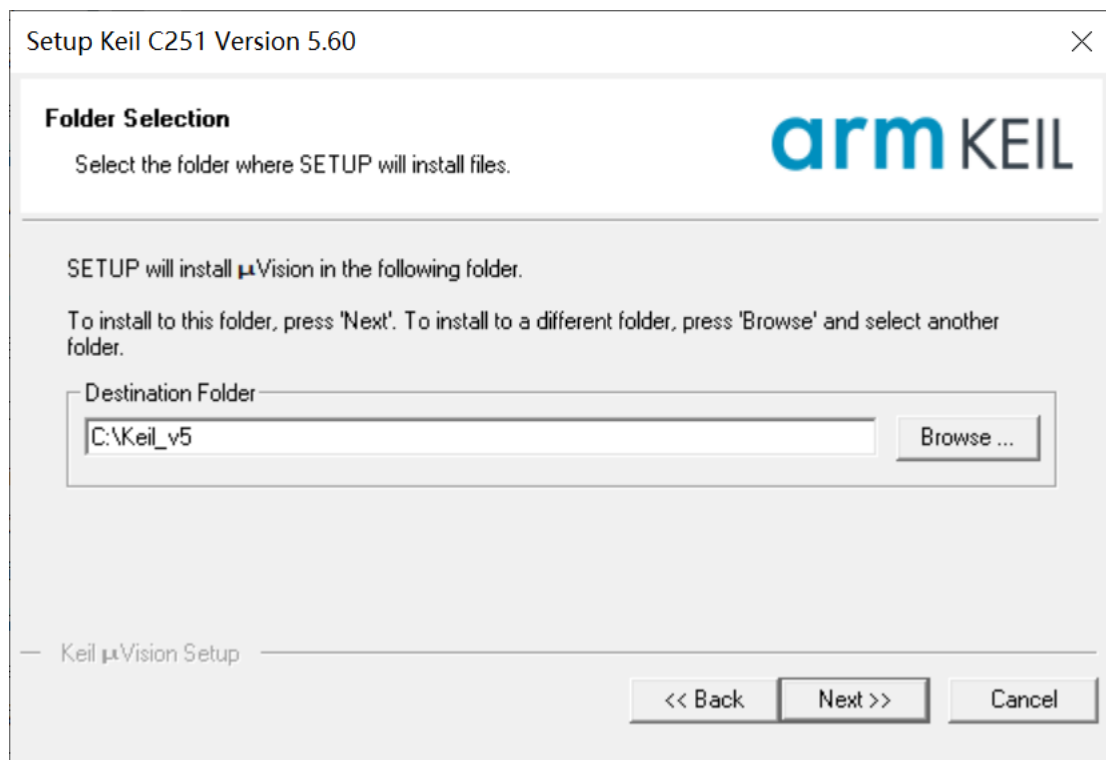 Setup Keil C251 Version 5.60
Folder Selection
Select the folder where SETUP will install files.
arm KEIL
SETUP will install µVision in the following folder.
To install to this folder, press 'Next'. To install to a different folder, press 'Browse' and select another
folder.
Destination Folder
C:\Keil_v5
Browse ...
Keil µVision Setup
<< Back
Next >>
Cancel